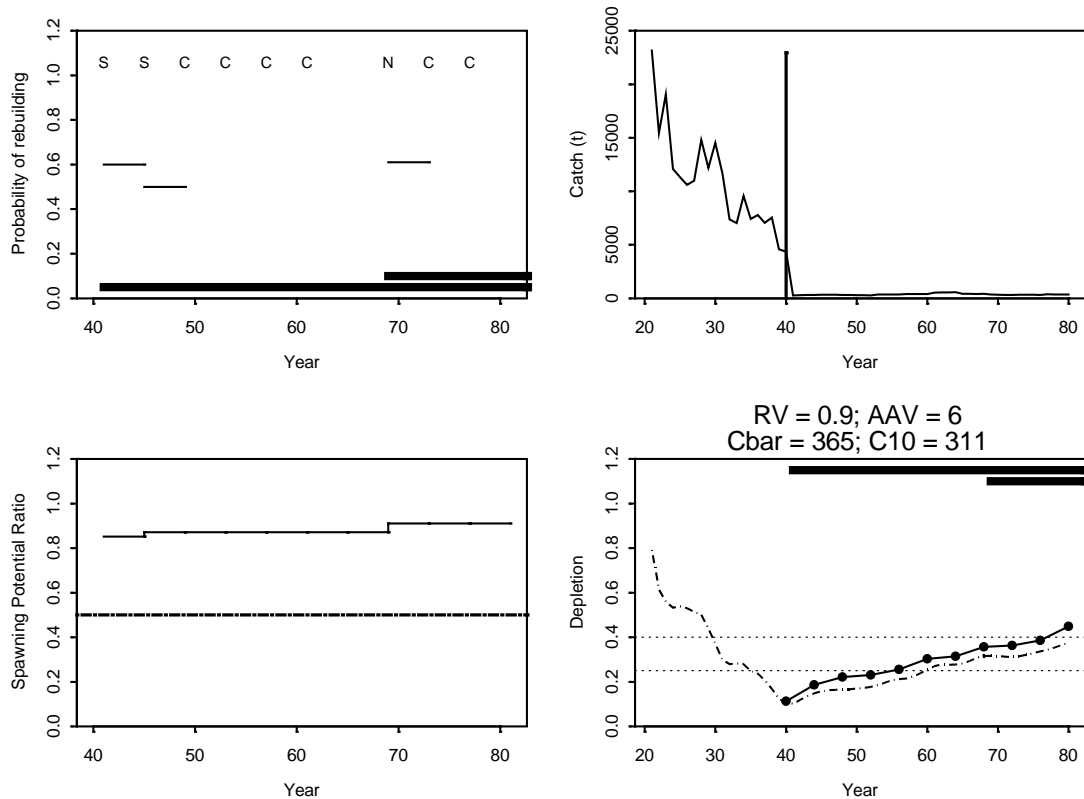 Probability of rebuilding
1.2
1.0
0.8
0.6
0.4
0.2
0.0
S S C C C C N C C
40 50 60 70 80
Year
Catch (t)
25000
15000
5000
0
20 30 40 50 60 70 80
Year
Spawning Potential Ratio
1.2
1.0
0.8
0.6
0.4
0.2
0.0
40 50 60 70 80
Year
RV = 0.9; AAV = 6
Cbar = 365; C10 = 311
Depletion
1.2
1.0
0.8
0.6
0.4
0.2
0.0
20 30 40 50 60 70 80
Year